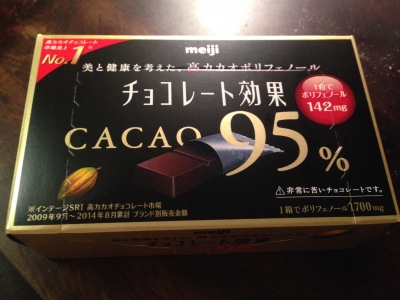 高カカオチョコレート
市場売上
No.1※
meiji
美と健康を考えた、高カカオポリフェノール
チョコレート効果
1粒で
ポリフェノール
142mg
CACAO 95%
⚠非常に苦いチョコレートです。
※インテージSRI 高カカオチョコレート市場
2009年9月~2014年8月累計 ブランド別販売金額
1箱でポリフェノール1700mg